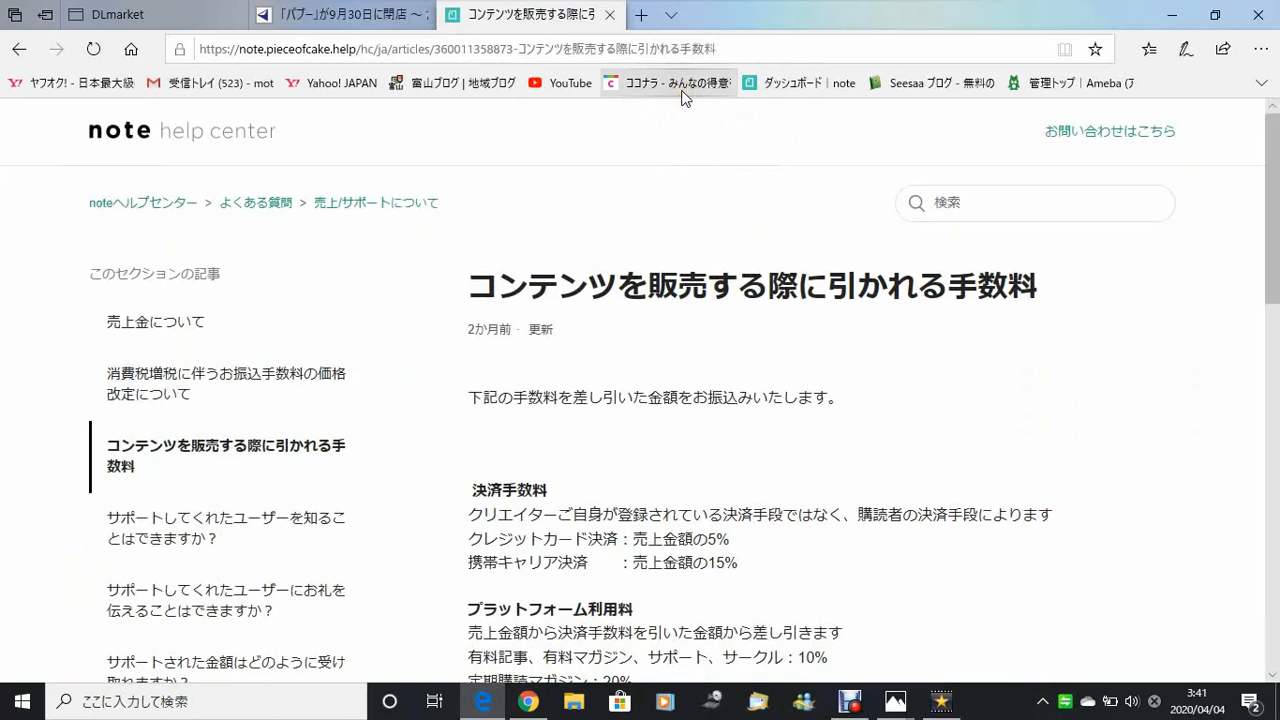 DLmarket
「パブー」が9月30日に閉店 ～
コンテンツを販売する際に引
https://note.pieceofcake.help/hc/ja/articles/360011358873-コンテンツを販売する際に引かれる手数料
ヤフオク! - 日本最大級
受信トレイ (523) - mot
Yahoo! JAPAN
富山ブログ | 地域ブログ
YouTube
ココナラ - みんなの得意
ダッシュボード | note
Seesaa ブログ - 無料の
管理トップ | Ameba (ア
note help center
お問い合わせはこちら
noteヘルプセンター > よくある質問 > 売上/サポートについて
検索
このセクションの記事
売上金について
消費税増税に伴うお振込手数料の価格
改定について
コンテンツを販売する際に引かれる手
数料
サポートしてくれたユーザーを知るこ
とはできますか？
サポートしてくれたユーザーにお礼を
伝えることはできますか？
サポートされた金額はどのように受け
取れますか？
コンテンツを販売する際に引かれる手数料
2か月前 · 更新
下記の手数料を差し引いた金額をお振込みいたします。
決済手数料
クリエイターご自身が登録されている決済手段ではなく、購読者の決済手段によります
クレジットカード決済：売上金額の5%
携帯キャリア決済　　：売上金額の15%
プラットフォーム利用料
売上金額から決済手数料を引いた金額から差し引きます
有料記事、有料マガジン、サポート、サークル：10%
定期購読マガジン：20%
ここに入力して検索
3:41
2020/04/04
2